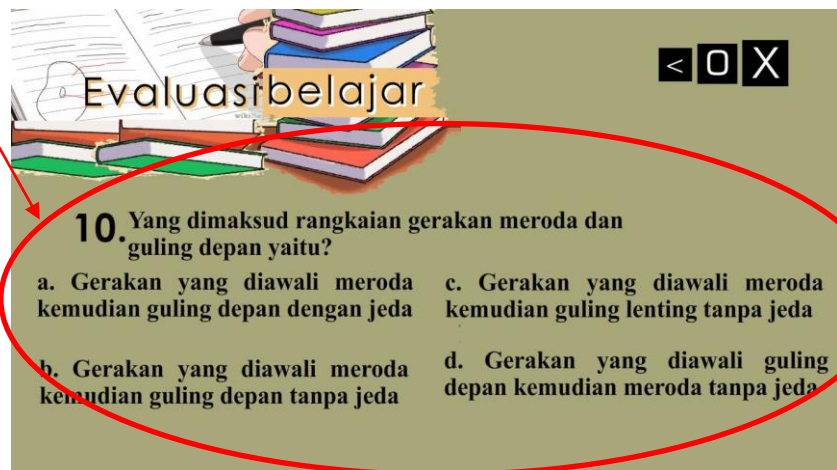 Evaluasi belajar
< O X
10. Yang dimaksud rangkaian gerakan meroda dan
guling depan yaitu?
a. Gerakan yang diawali meroda
kemudian guling depan dengan jeda
b. Gerakan yang diawali meroda
kemudian guling depan tanpa jeda
c. Gerakan yang diawali meroda
kemudian guling lenting tanpa jeda
d. Gerakan yang diawali guling
depan kemudian meroda tanpa jeda